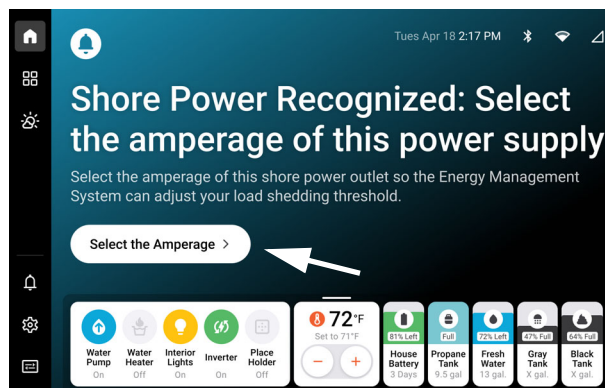 Tues Apr 18 2:17 PM
Shore Power Recognized: Select
the amperage of this power supply
Select the amperage of this shore power outlet so the Energy Management
System can adjust your load shedding threshold.
Select the Amperage >
Water Pump
On
Water Heater
Off
Interior Lights
On
Inverter
On
Place Holder
Off
72°F
Set to 71°F
81% Left
House Battery
3 Days
Full
Propane Tank
9.5 gal
72% Left
Fresh Water
13 gal.
47% Full
Gray Tank
X gal.
64% Full
Black Tank
X gal.